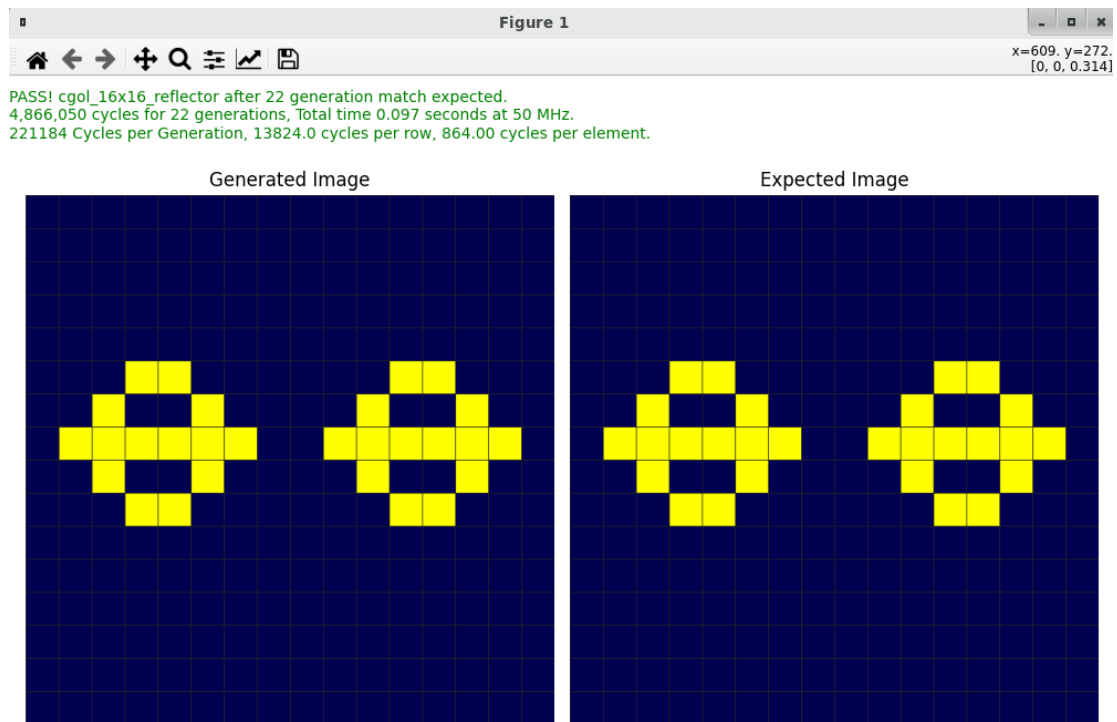 Figure 1
x=609. y=272.
[0, 0, 0.314]
PASS! cgol_16x16_reflector after 22 generation match expected.
4,866,050 cycles for 22 generations, Total time 0.097 seconds at 50 MHz.
221184 Cycles per Generation, 13824.0 cycles per row, 864.00 cycles per element.
Generated Image
Expected Image